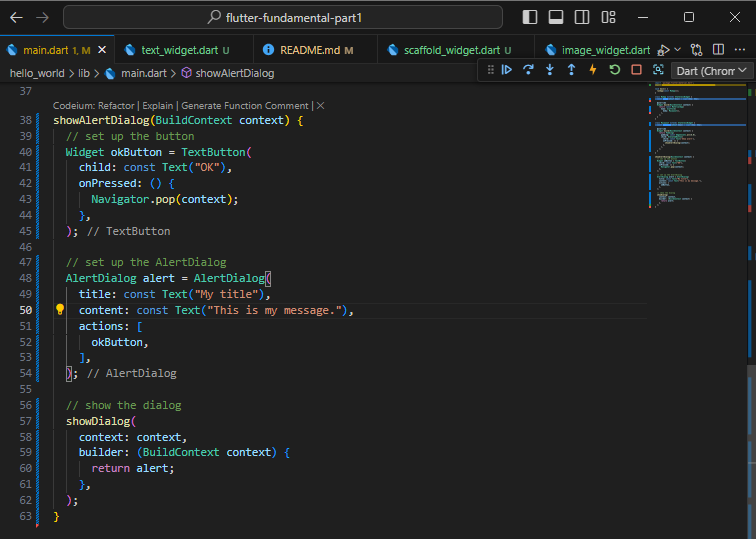 flutter-fundamental-part1
main.dart 1, M
text_widget.dart U
README.md M
scaffold_widget.dart U
image_widget.dart
hello_world > lib > main.dart > showAlertDialog
Dart (Chrom
37
Codeium: Refactor | Explain | Generate Function Comment | X
38 showAlertDialog(BuildContext context) {
39 // set up the button
40 Widget okButton = TextButton(
41 child: const Text("OK"),
42 onPressed: () {
43 Navigator.pop(context);
44 },
45 ); // TextButton
46
47 // set up the AlertDialog
48 AlertDialog alert = AlertDialog(
49 title: const Text("My title"),
50 content: const Text("This is my message."),
51 actions: [
52 okButton,
53 ],
54 ); // AlertDialog
55
56 // show the dialog
57 showDialog(
58 context: context,
59 builder: (BuildContext context) {
60 return alert;
61 },
62 );
63 }